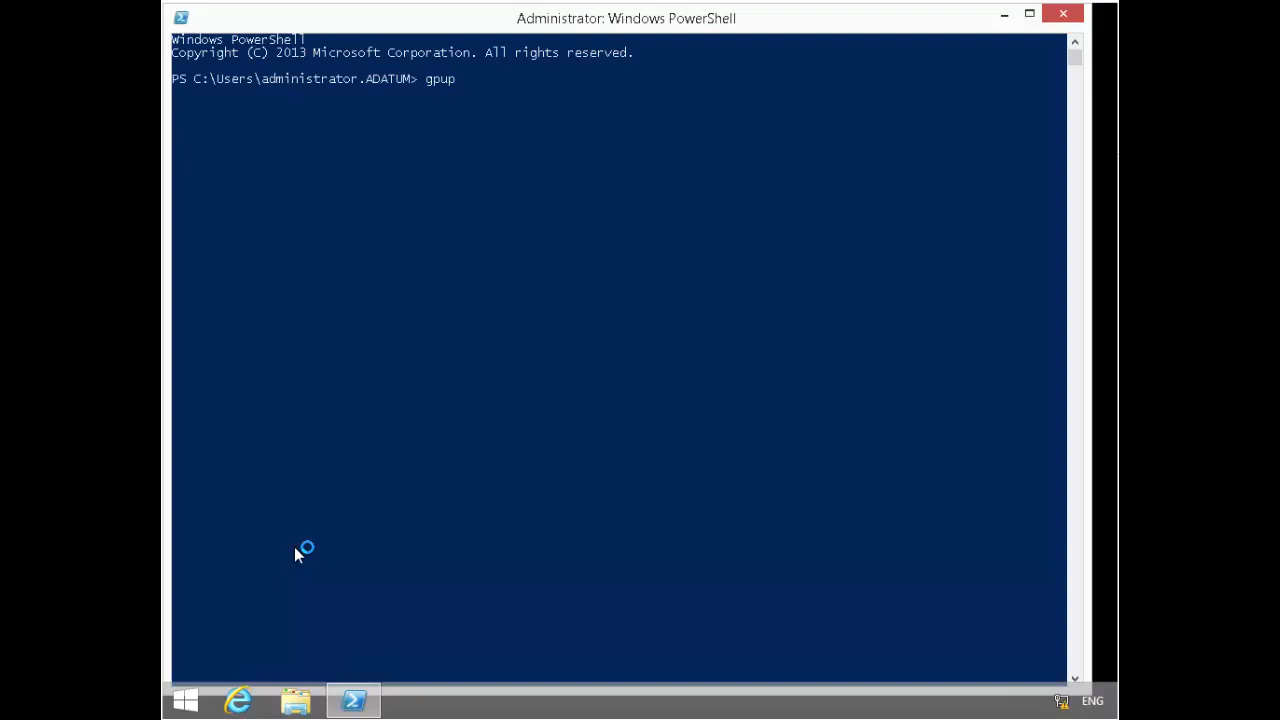 Administrator: Windows PowerShell
Windows PowerShell
Copyright (C) 2013 Microsoft Corporation. All rights reserved.
PS C:\Users\administrator.ADATUM> gpup
ENG